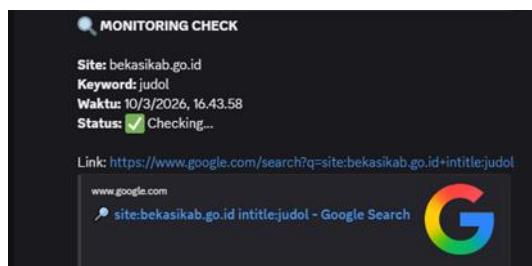 🔍 MONITORING CHECK
Site: bekasikab.go.id
Keyword: judol
Waktu: 10/3/2026, 16.43.58
Status: ✅ Checking...
Link: https://www.google.com/search?q=site:bekasikab.go.id+intitle:judol
www.google.com
🔎 site:bekasikab.go.id intitle:judol - Google Search